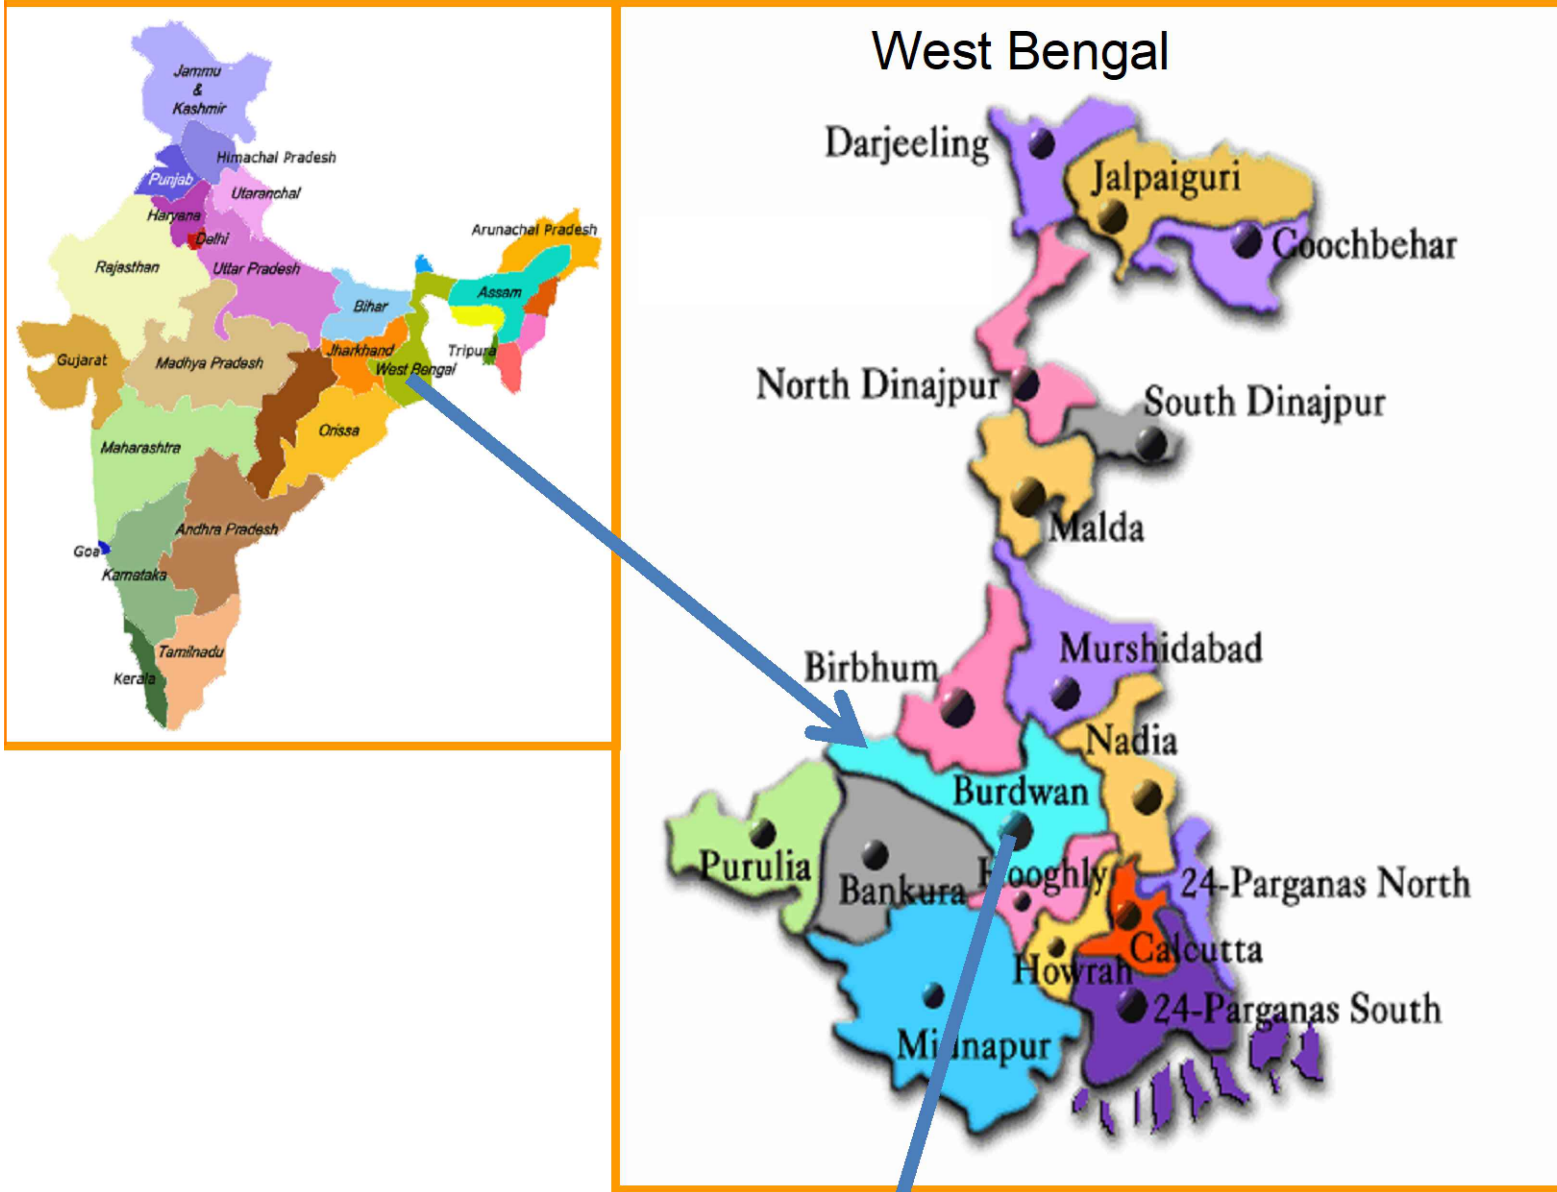 Jammu
&
Kashmir
Himachal Pradesh
Punjab
Utaranchal
Haryana
Delhi
Arunachal Pradesh
Rajasthan
Uttar Pradesh
Bihar
Assam
Gujarat
Madhya Pradesh
Jharkhand
Tripura
West Bengal
Orissa
Maharashtra
Andhra Pradesh
Goa
Karnataka
Tamilnadu
Kerala
West Bengal
Darjeeling
Jalpaiguri
Coochbehar
North Dinajpur
South Dinajpur
Malda
Murshidabad
Birbhum
Nadia
Burdwan
Purulia
Bankura
Hooghly
24-Parganas North
Calcutta
Howrah
24-Parganas South
Midnapur